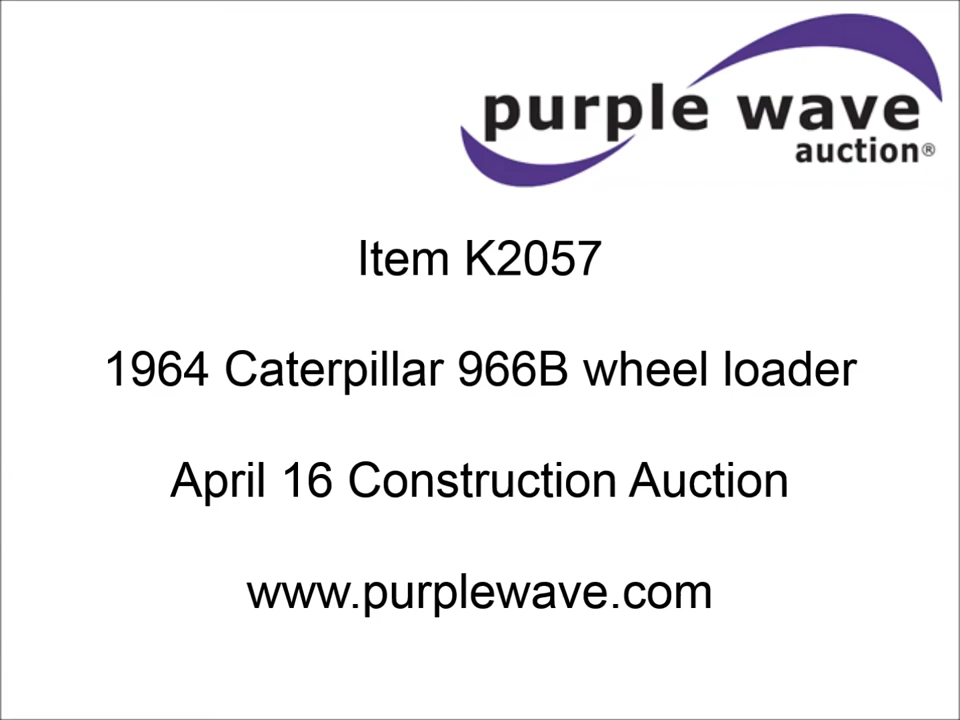 purple wave
auction®
Item K2057
1964 Caterpillar 966B wheel loader
April 16 Construction Auction
www.purplewave.com